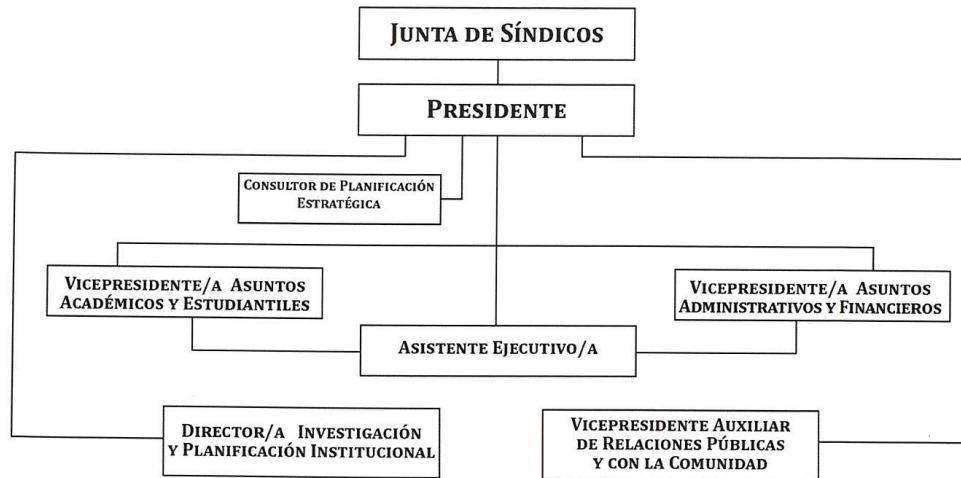 JUNTA DE SÍNDICOS
PRESIDENTE
CONSULTOR DE PLANIFICACIÓN
ESTRATÉGICA
VICEPRESIDENTE/A ASUNTOS
ACADÉMICOS Y ESTUDIANTILES
VICEPRESIDENTE/A ASUNTOS
ADMINISTRATIVOS Y FINANCIEROS
ASISTENTE EJECUTIVO/A
DIRECTOR/A INVESTIGACIÓN
Y PLANIFICACIÓN INSTITUCIONAL
VICEPRESIDENTE AUXILIAR
DE RELACIONES PÚBLICAS
Y CON LA COMUNIDAD